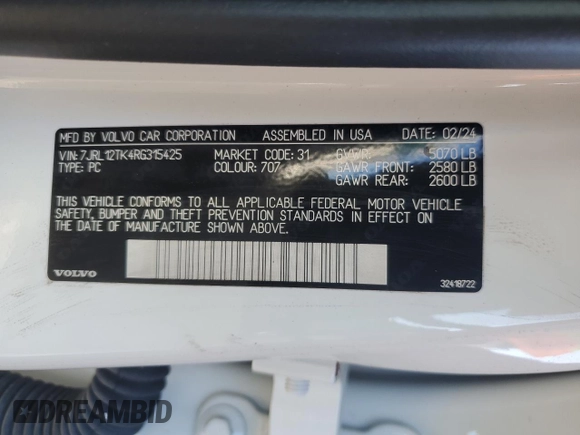 MFD BY VOLVO CAR CORPORATION ASSEMBLED IN USA DATE: 02/24
VIN: 7JRL12TK4RG315425 MARKET CODE: 31 GVWR 5070 LB
TYPE: PC COLOUR: 707 GAWR FRONT: 2580 LB
GAWR REAR: 2600 LB
THIS VEHICLE CONFORMS TO ALL APPLICABLE FEDERAL MOTOR VEHICLE
SAFETY, BUMPER AND THEFT PREVENTION STANDARDS IN EFFECT ON
THE DATE OF MANUFACTURE SHOWN ABOVE.
VOLVO 32418722
DREAMBID